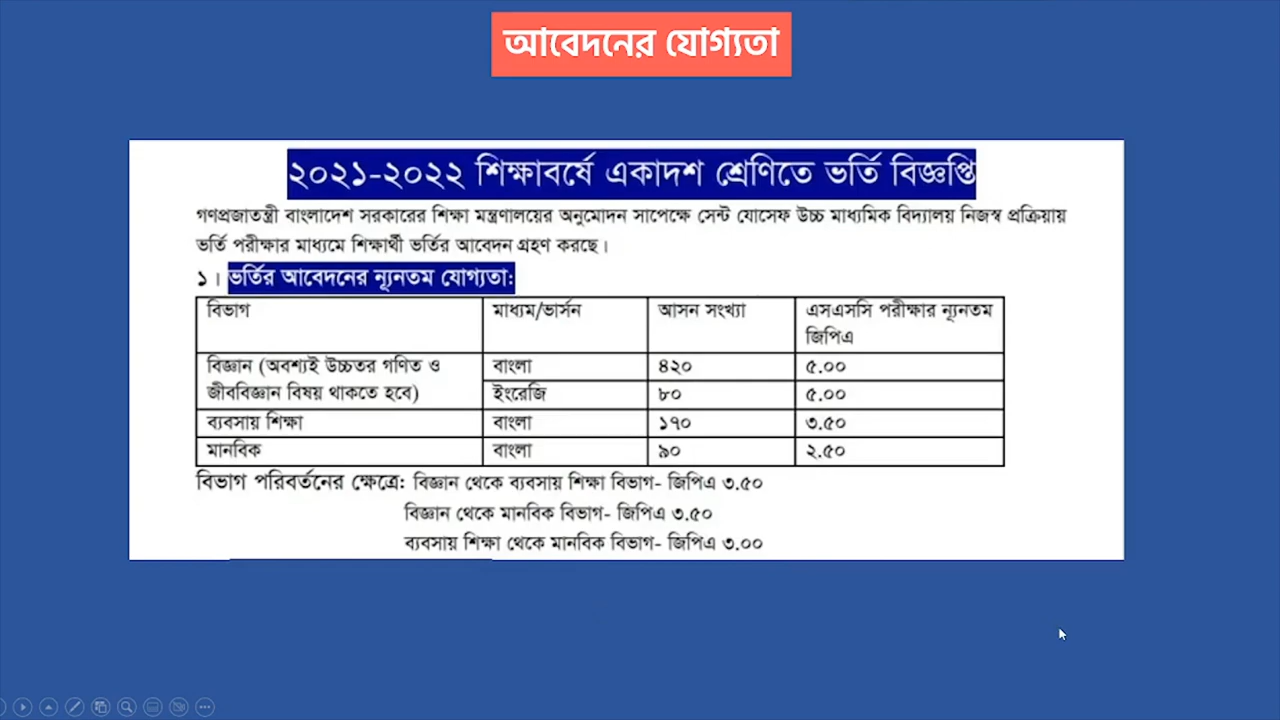 আবেদনের যোগ্যতা
২০২১-২০২২ শিক্ষাবর্ষে একাদশ শ্রেণিতে ভর্তি বিজ্ঞপ্তি
গণপ্রজাতন্ত্রী বাংলাদেশ সরকারের শিক্ষা মন্ত্রণালয়ের অনুমোদন সাপেক্ষে সেন্ট যোসেফ উচ্চ মাধ্যমিক বিদ্যালয় নিজস্ব প্রক্রিয়ায়
ভর্তি পরীক্ষার মাধ্যমে শিক্ষার্থী ভর্তির আবেদন গ্রহণ করছে।
১। ভর্তির আবেদনের ন্যূনতম যোগ্যতা:
বিভাগ মাধ্যম/ভার্সন আসন সংখ্যা এসএসসি পরীক্ষার ন্যূনতম
জিপিএ
বিজ্ঞান (অবশ্যই উচ্চতর গণিত ও বাংলা ৪২০ ৫.০০
জীববিজ্ঞান বিষয় থাকতে হবে) ইংরেজি ৮০ ৫.০০
ব্যবসায় শিক্ষা বাংলা ১৭০ ৩.৫০
মানবিক বাংলা ৯০ ২.৫০
বিভাগ পরিবর্তনের ক্ষেত্রে: বিজ্ঞান থেকে ব্যবসায় শিক্ষা বিভাগ- জিপিএ ৩.৫০
বিজ্ঞান থেকে মানবিক বিভাগ- জিপিএ ৩.৫০
ব্যবসায় শিক্ষা থেকে মানবিক বিভাগ- জিপিএ ৩.০০